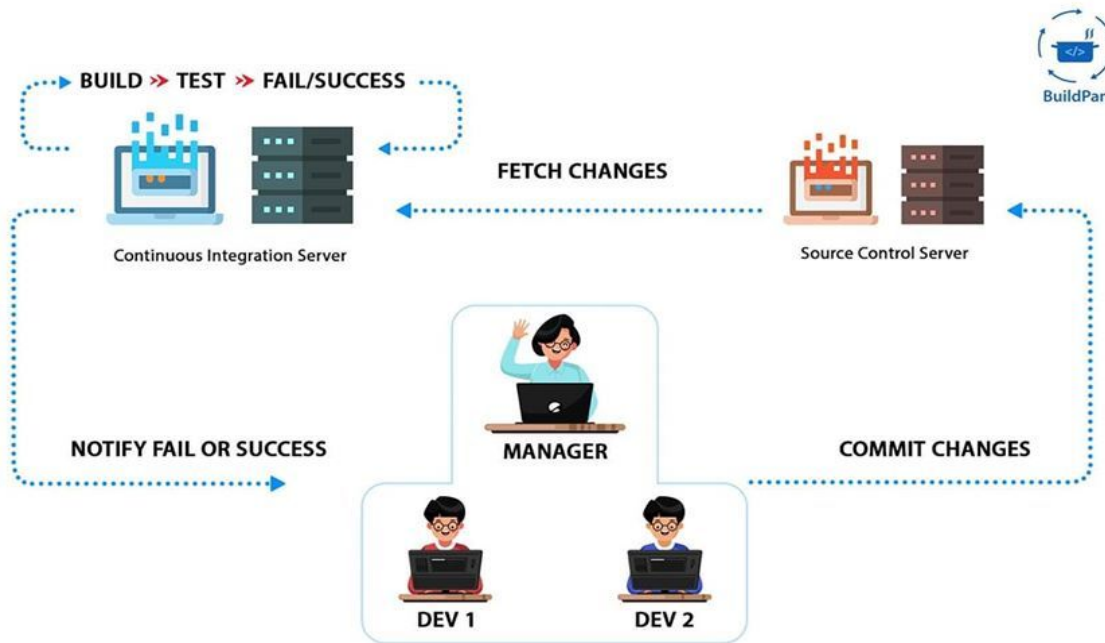 </>
BuildPan
BUILD >> TEST >> FAIL/SUCCESS
FETCH CHANGES
Continuous Integration Server
Source Control Server
MANAGER
NOTIFY FAIL OR SUCCESS
COMMIT CHANGES
DEV 1
DEV 2